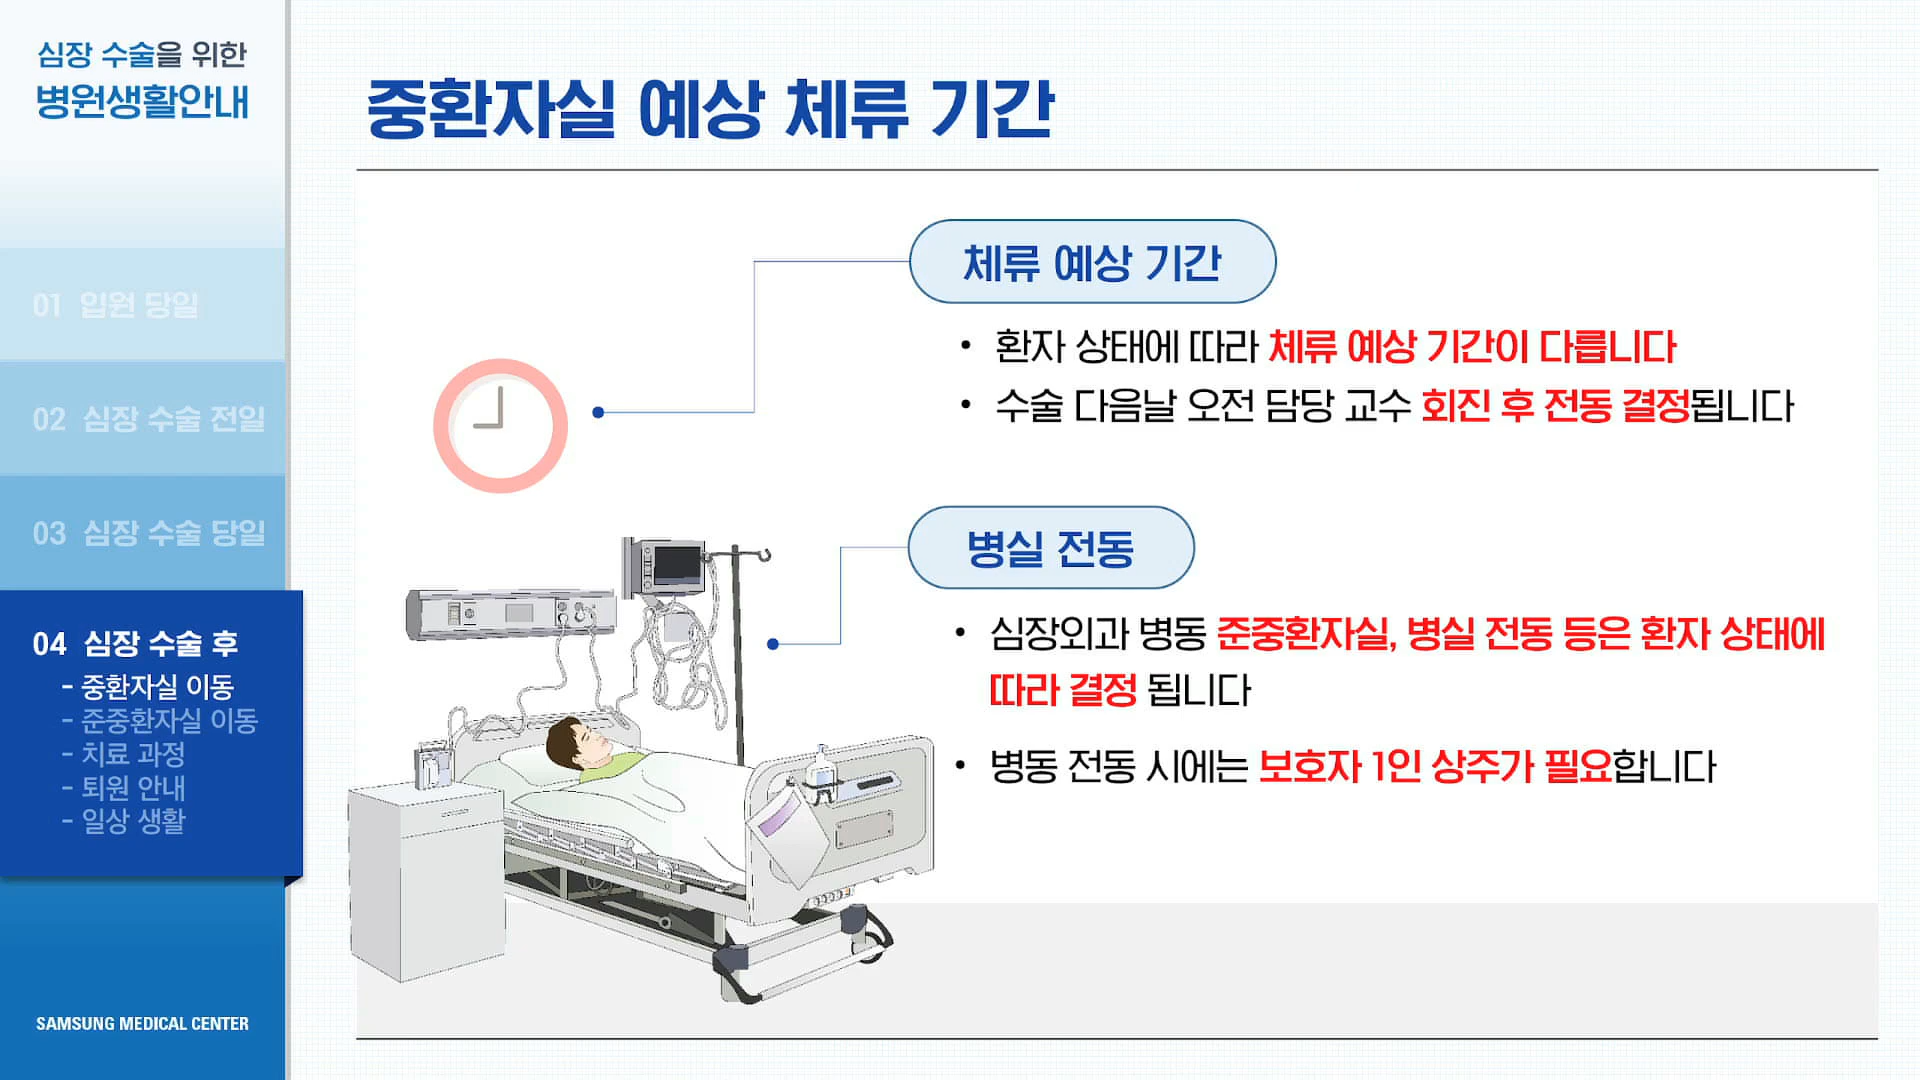 심장 수술을 위한
병원생활안내
01 입원 당일
02 심장 수술 전일
03 심장 수술 당일
04 심장 수술 후
- 중환자실 이동
- 준중환자실 이동
- 치료 과정
- 퇴원 안내
- 일상 생활
SAMSUNG MEDICAL CENTER
중환자실 예상 체류 기간
체류 예상 기간
• 환자 상태에 따라 체류 예상 기간이 다릅니다
• 수술 다음날 오전 담당 교수 회진 후 전동 결정됩니다
병실 전동
• 심장외과 병동 준중환자실, 병실 전동 등은 환자 상태에
따라 결정 됩니다
• 병동 전동 시에는 보호자 1인 상주가 필요합니다